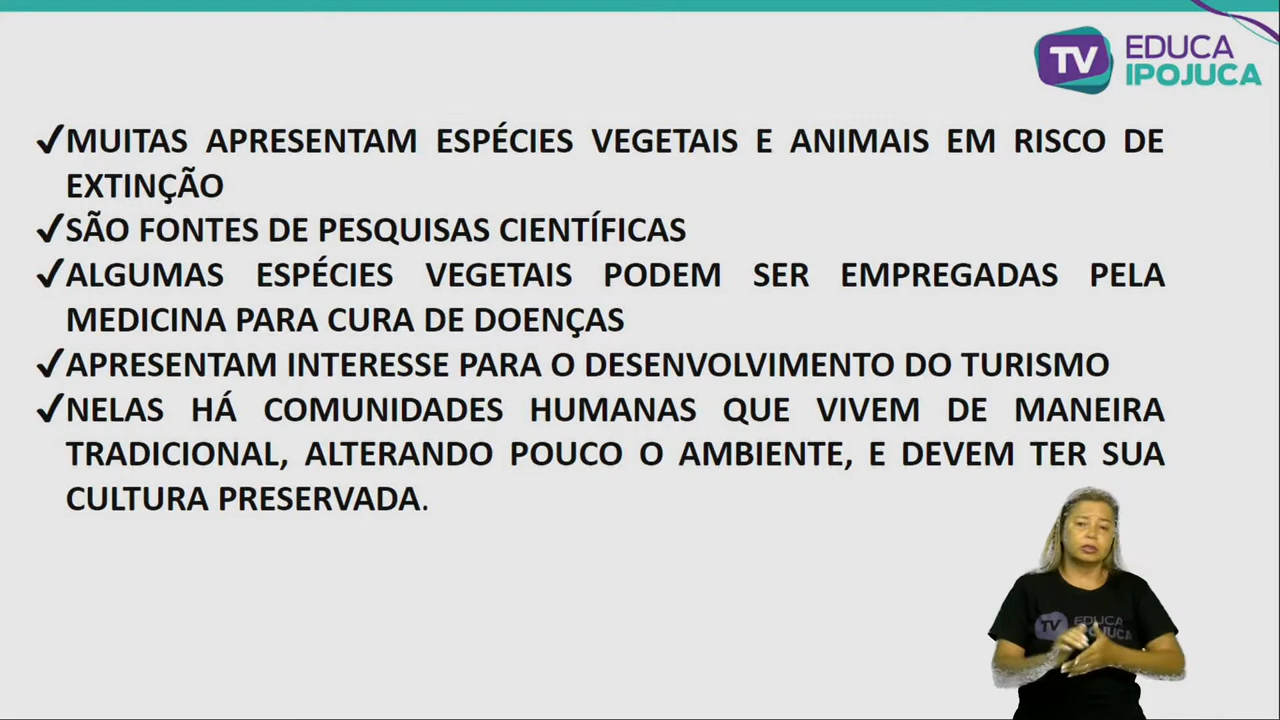 TV EDUCA
IPOJUCA
✓MUITAS APRESENTAM ESPÉCIES VEGETAIS E ANIMAIS EM RISCO DE
EXTINÇÃO
✓SÃO FONTES DE PESQUISAS CIENTÍFICAS
✓ALGUMAS ESPÉCIES VEGETAIS PODEM SER EMPREGADAS PELA
MEDICINA PARA CURA DE DOENÇAS
✓APRESENTAM INTERESSE PARA O DESENVOLVIMENTO DO TURISMO
✓NELAS HÁ COMUNIDADES HUMANAS QUE VIVEM DE MANEIRA
TRADICIONAL, ALTERANDO POUCO O AMBIENTE, E DEVEM TER SUA
CULTURA PRESERVADA.
TV EDUCA
IPOJUCA